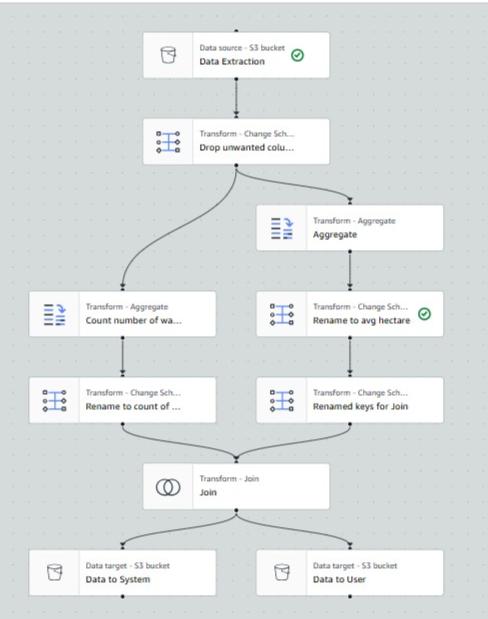 Data source - S3 bucket
Data Extraction
Transform - Change Sch...
Drop unwanted colu...
Transform - Aggregate
Aggregate
Transform - Aggregate
Count number of wa...
Transform - Change Sch...
Rename to avg hectare
Transform - Change Sch...
Rename to count of ...
Transform - Change Sch...
Renamed keys for Join
Transform - Join
Join
Data target - S3 bucket
Data to System
Data target - S3 bucket
Data to User